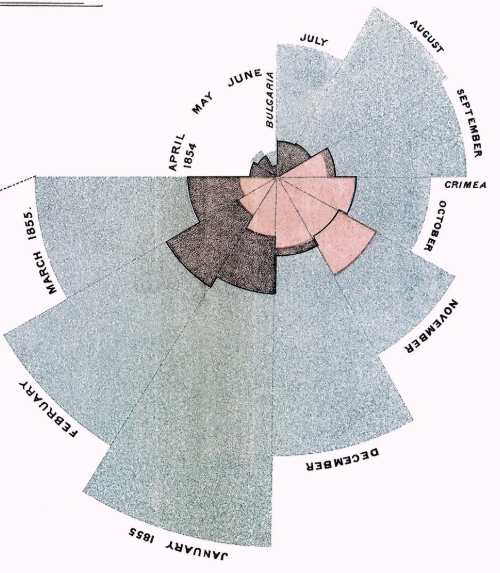 APRIL
1854
MAY
JUNE
BULGARIA
JULY
AUGUST
SEPTEMBER
CRIMEA
OCTOBER
NOVEMBER
DECEMBER
JANUARY 1855
FEBRUARY
MARCH 1855.